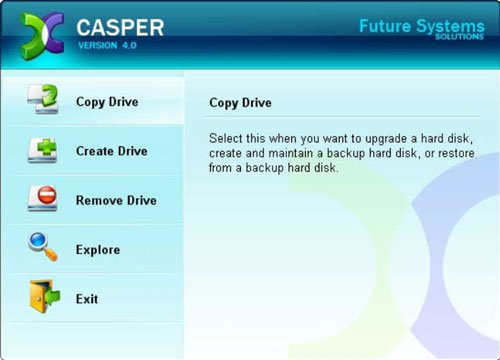 CASPER
VERSION 4.0
Future Systems
SOLUTIONS
Copy Drive
Create Drive
Remove Drive
Explore
Exit
Copy Drive
Select this when you want to upgrade a hard disk,
create and maintain a backup hard disk, or restore
from a backup hard disk.